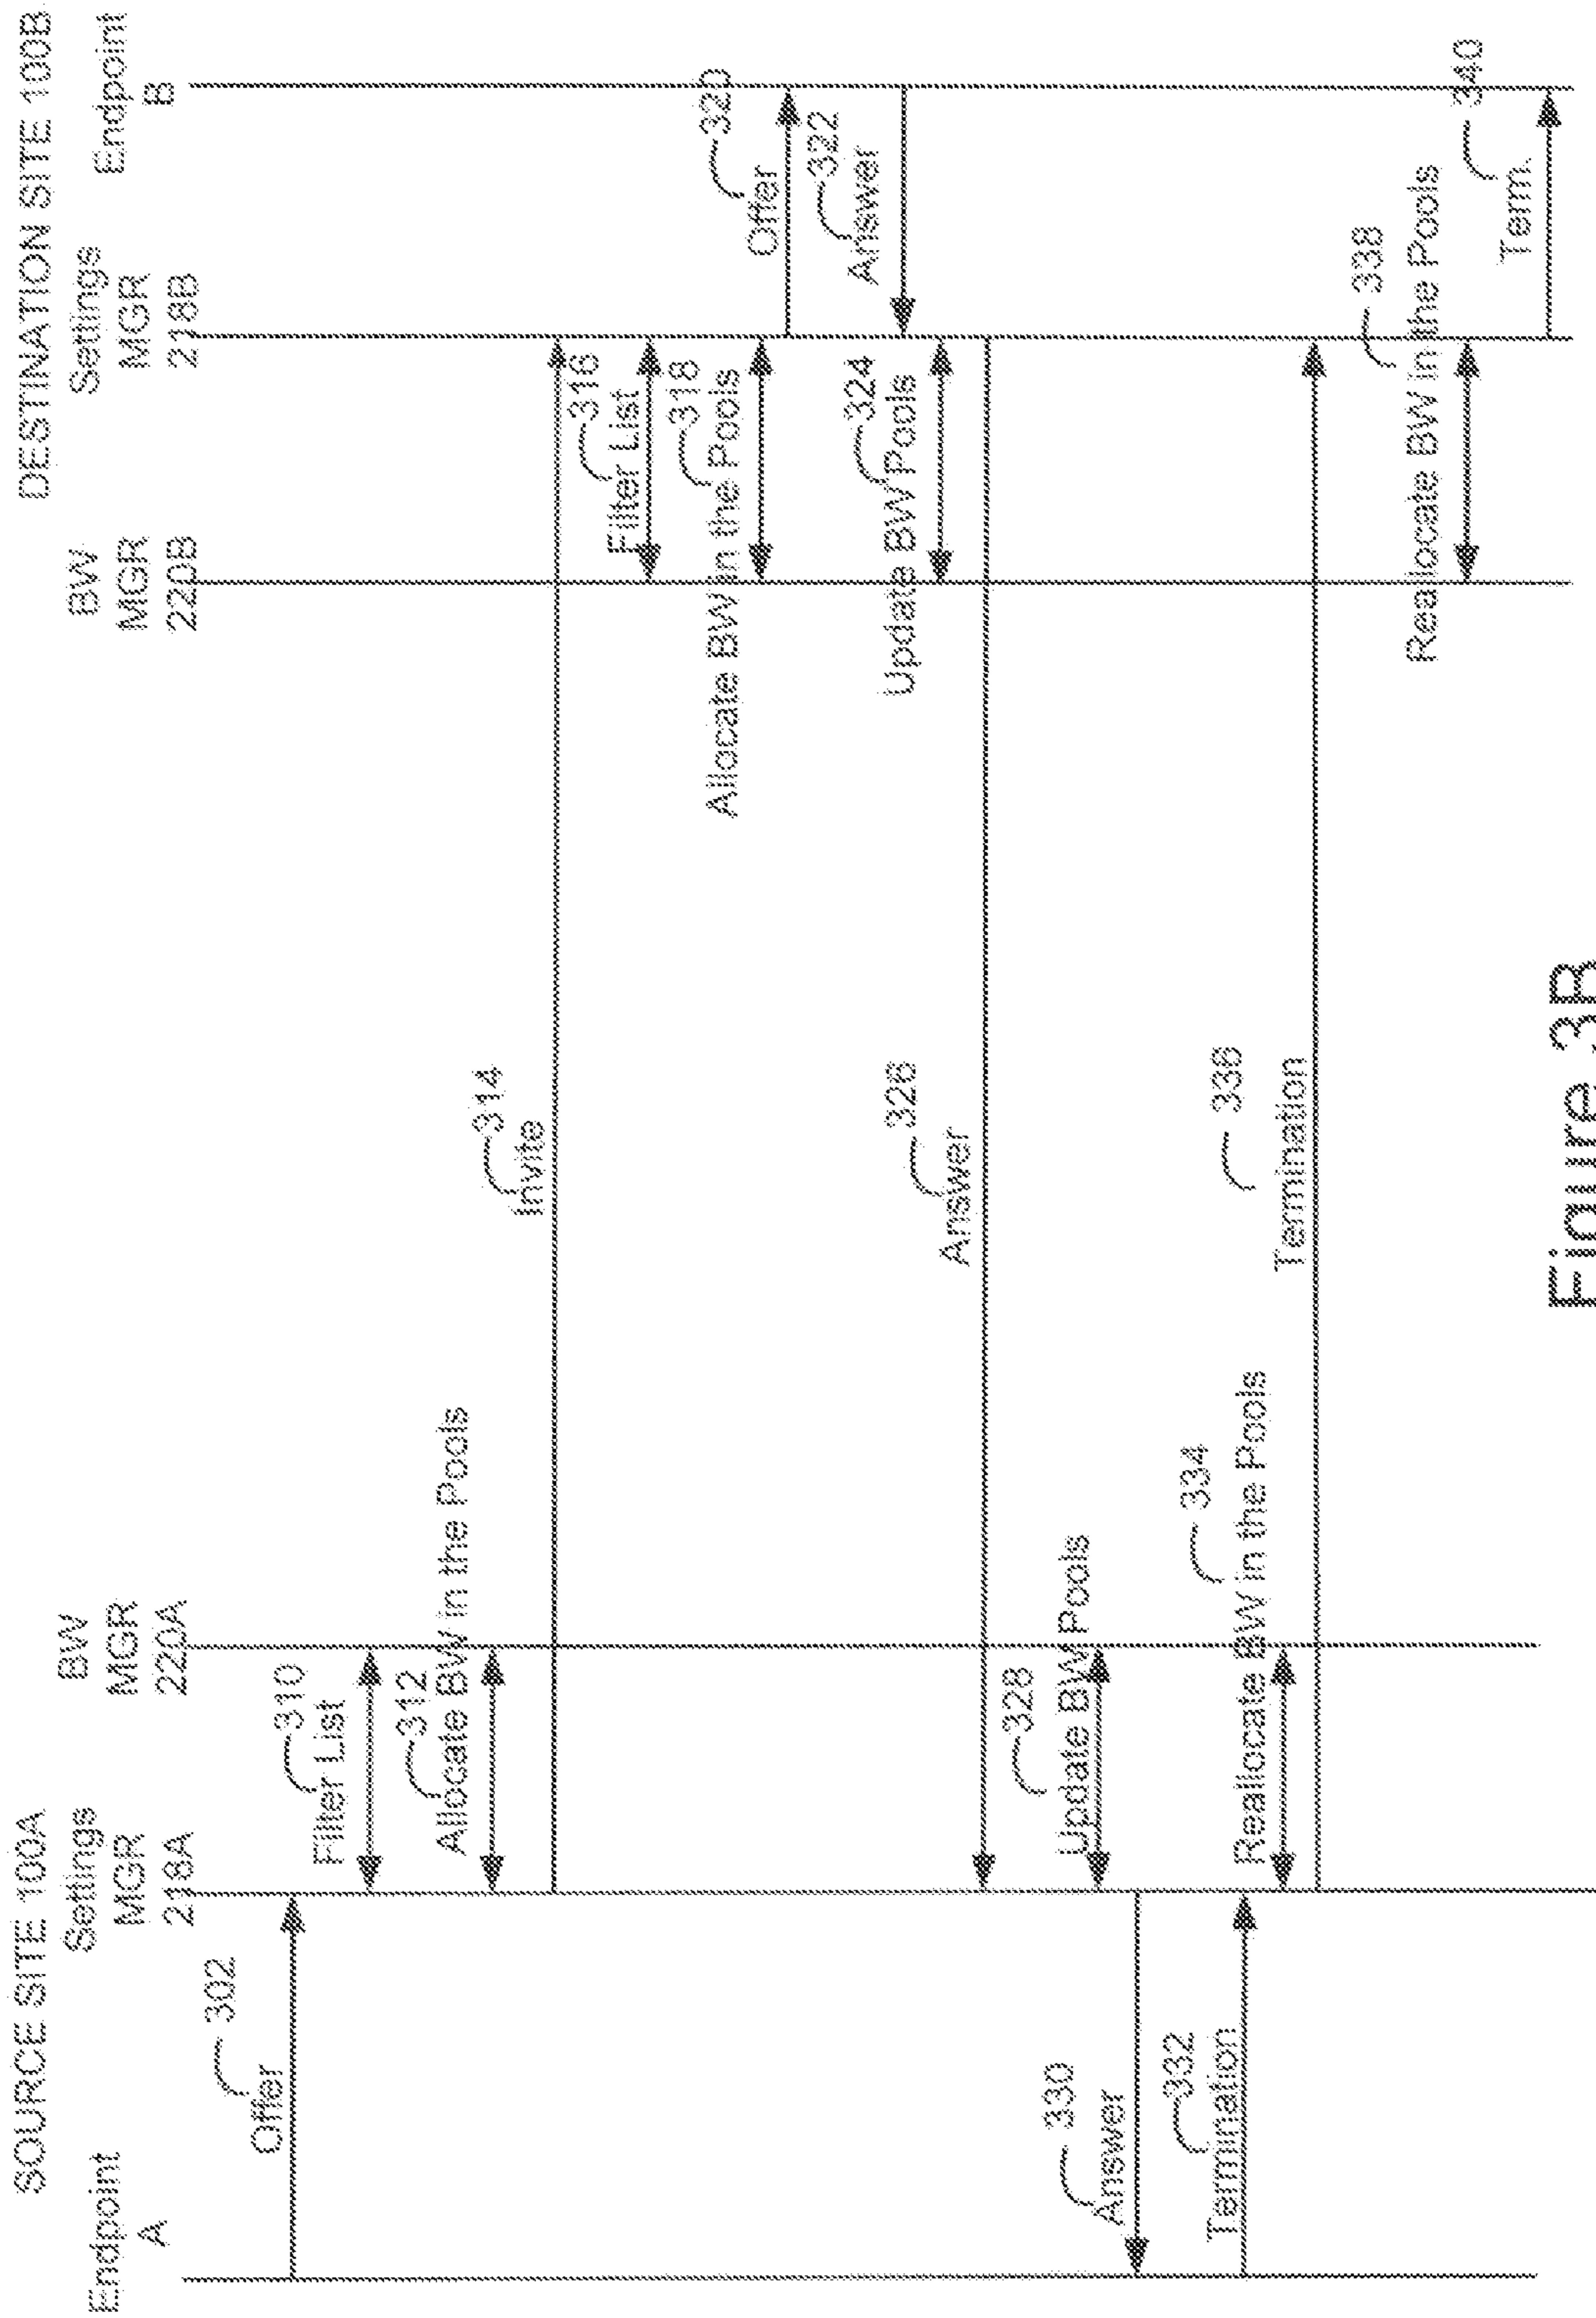 SOURCE SITE 100A
DESTINATION SITE 100B
Endpoint
A
Settings
MGR
218A
BW
MGR
220A
BW
MGR
220B
Settings
MGR
218B
Endpoint
B
302
Offer
310
Filter List
312
Allocate BW in the Pools
314
Invite
316
Filter List
318
Allocate BW in the Pools
320
Offer
322
Answer
324
Update BW Pools
326
Answer
328
Update BW Pools
330
Answer
332
Termination
334
Reallocate BW in the Pools
336
Termination
338
Reallocate BW in the Pools
340
Term.
Figure 3B